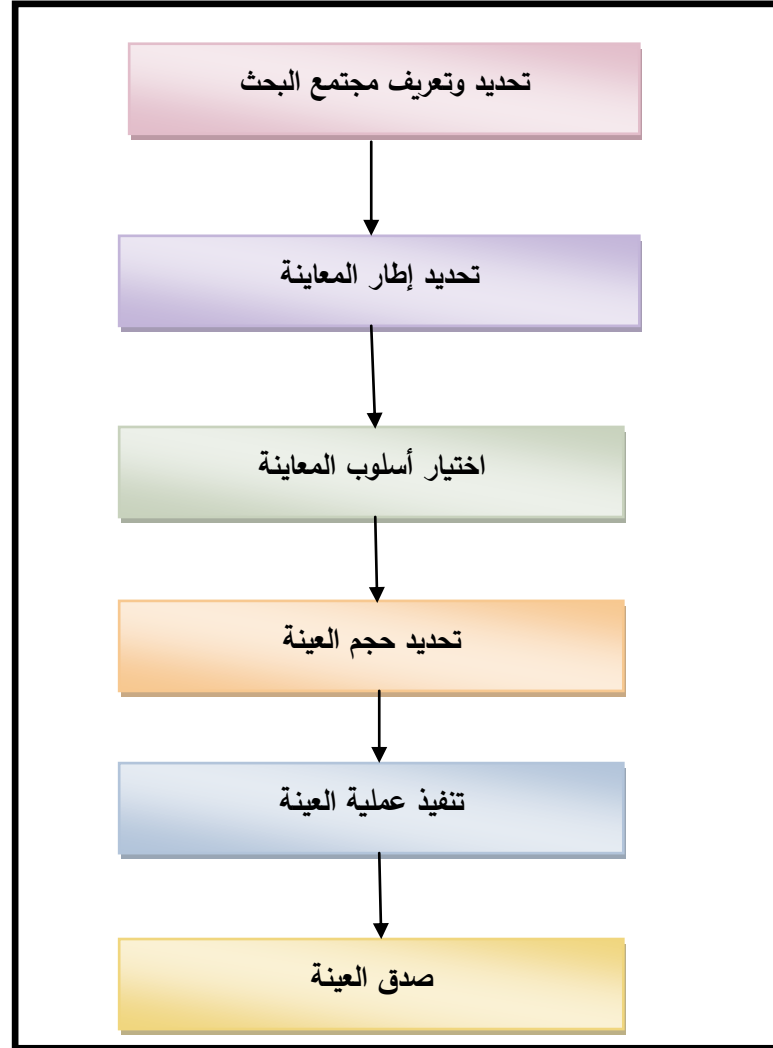 تحديد وتعريف مجتمع البحث
تحديد إطار المعاينة
اختيار أسلوب المعاينة
تحديد حجم العينة
تنفيذ عملية العينة
صدق العينة